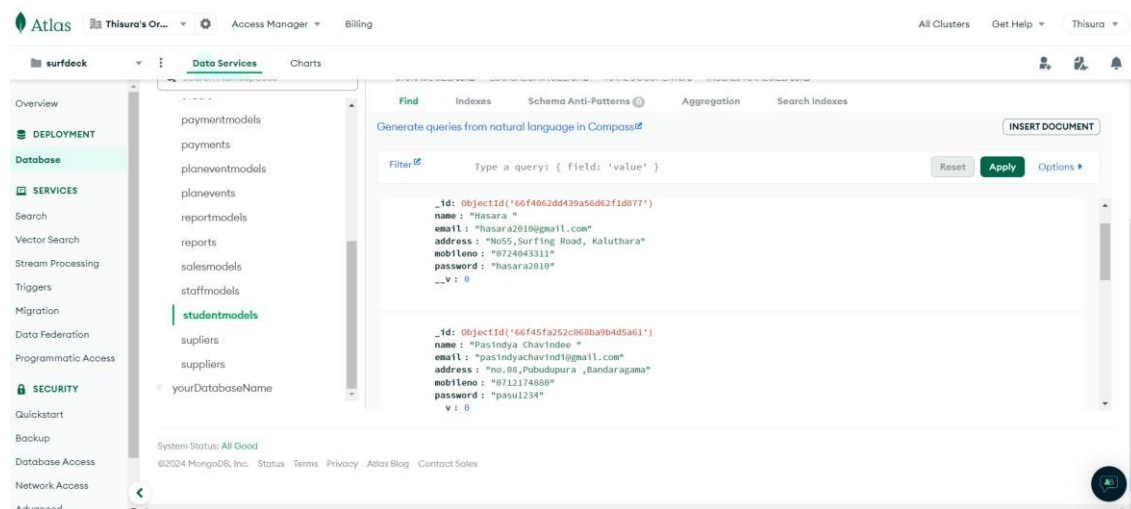 Atlas Thisura's Or... Access Manager Billing All Clusters Get Help Thisura
surfdeck Data Services Charts
Overview
DEPLOYMENT
Database
SERVICES
Search
Vector Search
Stream Processing
Triggers
Migration
Data Federation
Programmatic Access
SECURITY
Quickstart
Backup
Database Access
Network Access
Advanced
paymentmodels
payments
planeventmodels
planevents
reportmodels
reports
salesmodels
staffmodels
studentmodels
supliers
suppliers
yourDatabaseName
Find Indexes Schema Anti-Patterns 0 Aggregation Search Indexes
Generate queries from natural language in Compass INSERT DOCUMENT
Filter Type a query: { field: 'value' } Reset Apply Options
_id: ObjectId('66f4062dd439a56d62f1d077')
name : "Hasara "
email : "hasara2010@gmail.com"
address : "No55,Surfing Road, Kaluthara"
mobileno : "0724043311"
password : "hasara2010"
__v : 0
_id: ObjectId('66f45fa252c068ba9b4d5a61')
name : "Pasindya Chavindee "
email : "pasindyachavindi@gmail.com"
address : "no.08,Pubudupura ,Bandaragama"
mobileno : "0712174880"
password : "pasu1234"
v : 0
System Status: All Good
©2024 MongoDB, Inc. Status Terms Privacy Atlas Blog Contact Sales